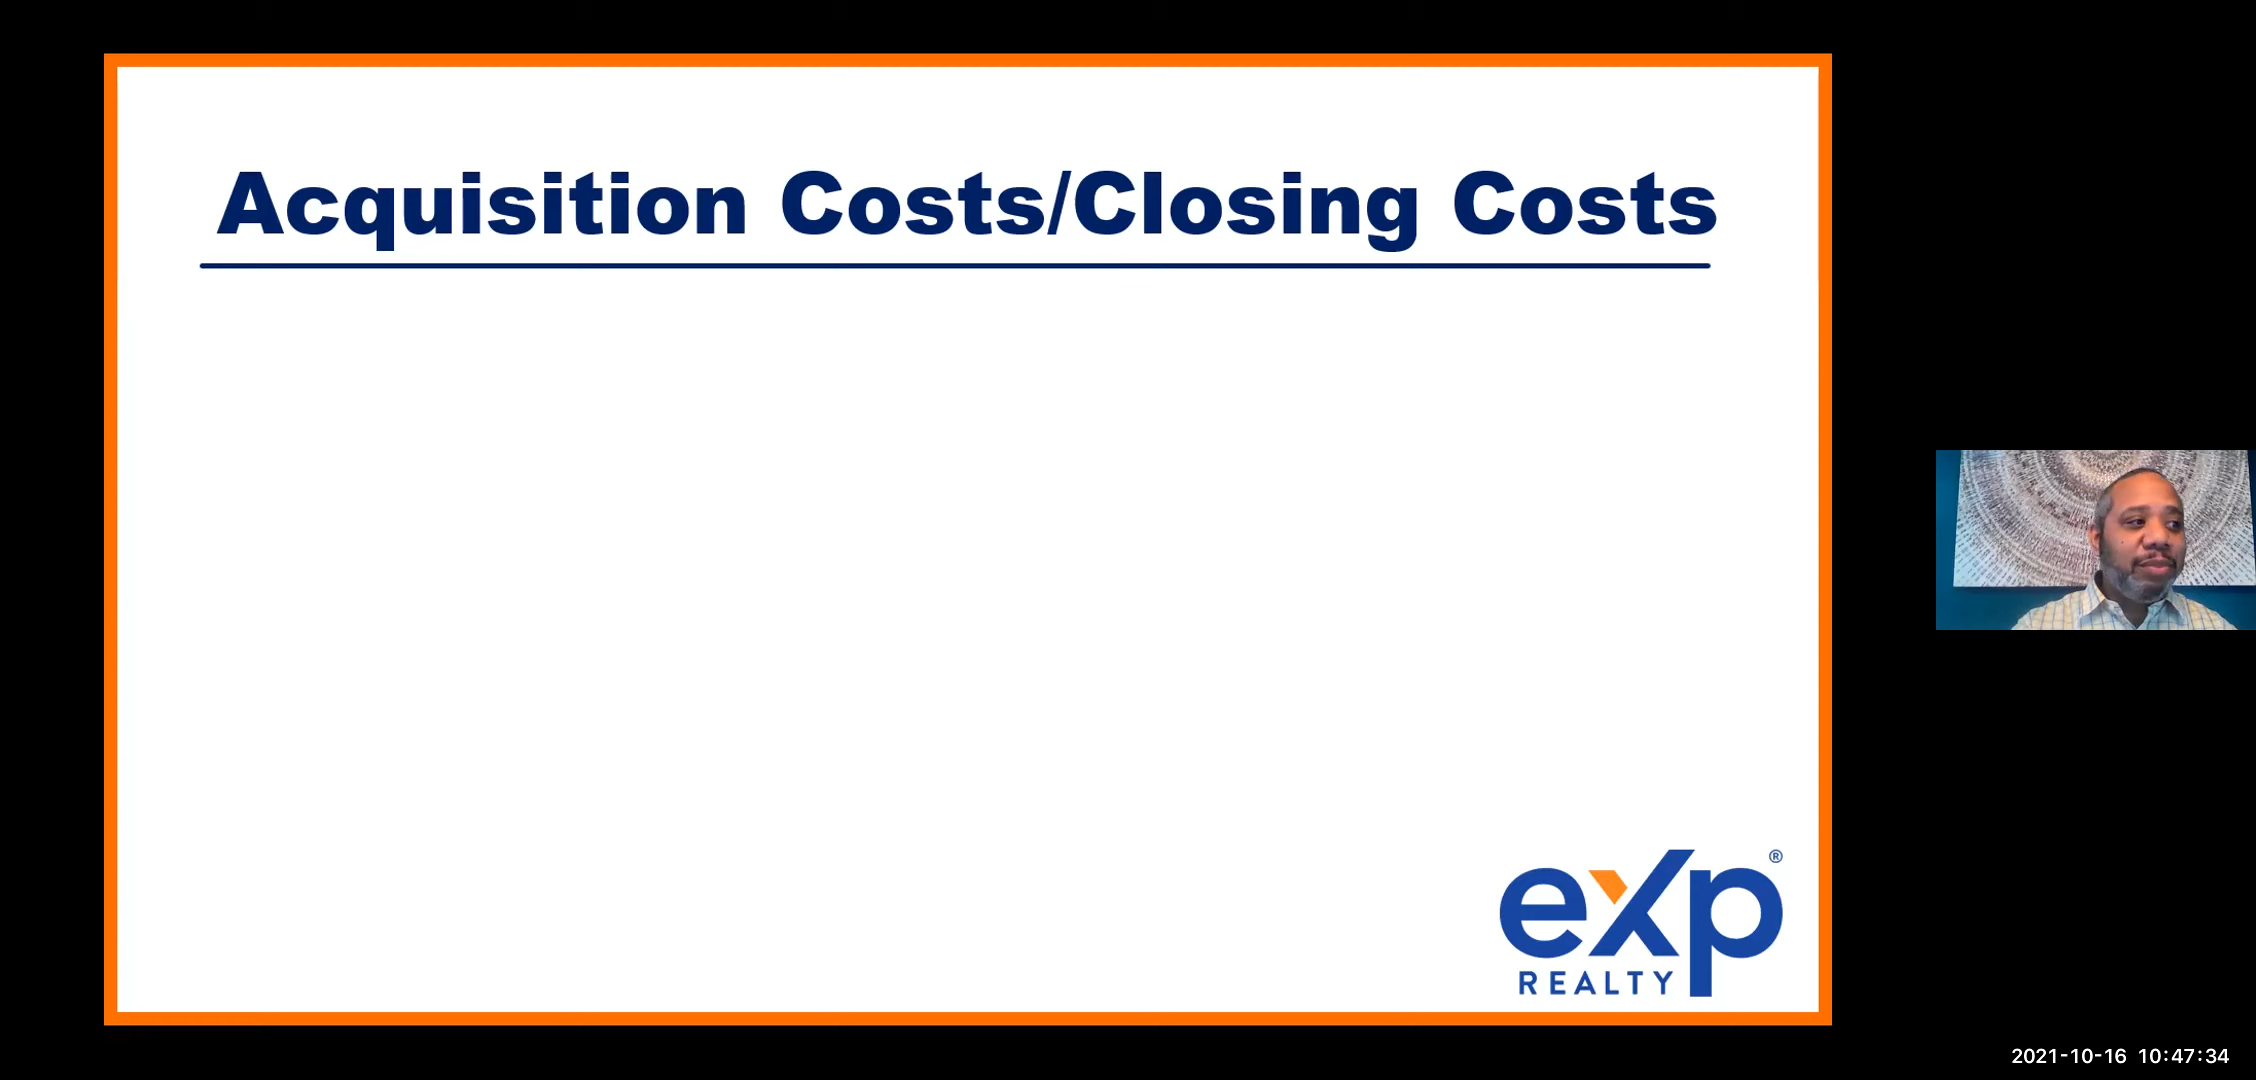 Acquisition Costs/Closing Costs
eXp®
REALTY
2021-10-16 10:47:34